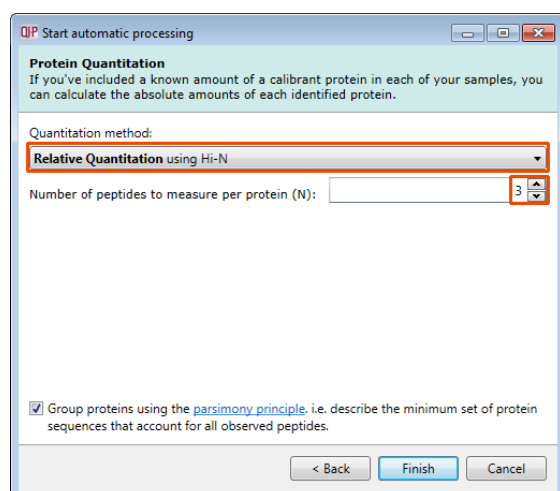 QIP Start automatic processing
Protein Quantitation
If you've included a known amount of a calibrant protein in each of your samples, you
can calculate the absolute amounts of each identified protein.
Quantitation method:
Relative Quantitation using Hi-N
Number of peptides to measure per protein (N): 3
Group proteins using the parsimony principle. i.e. describe the minimum set of protein
sequences that account for all observed peptides.
< Back Finish Cancel